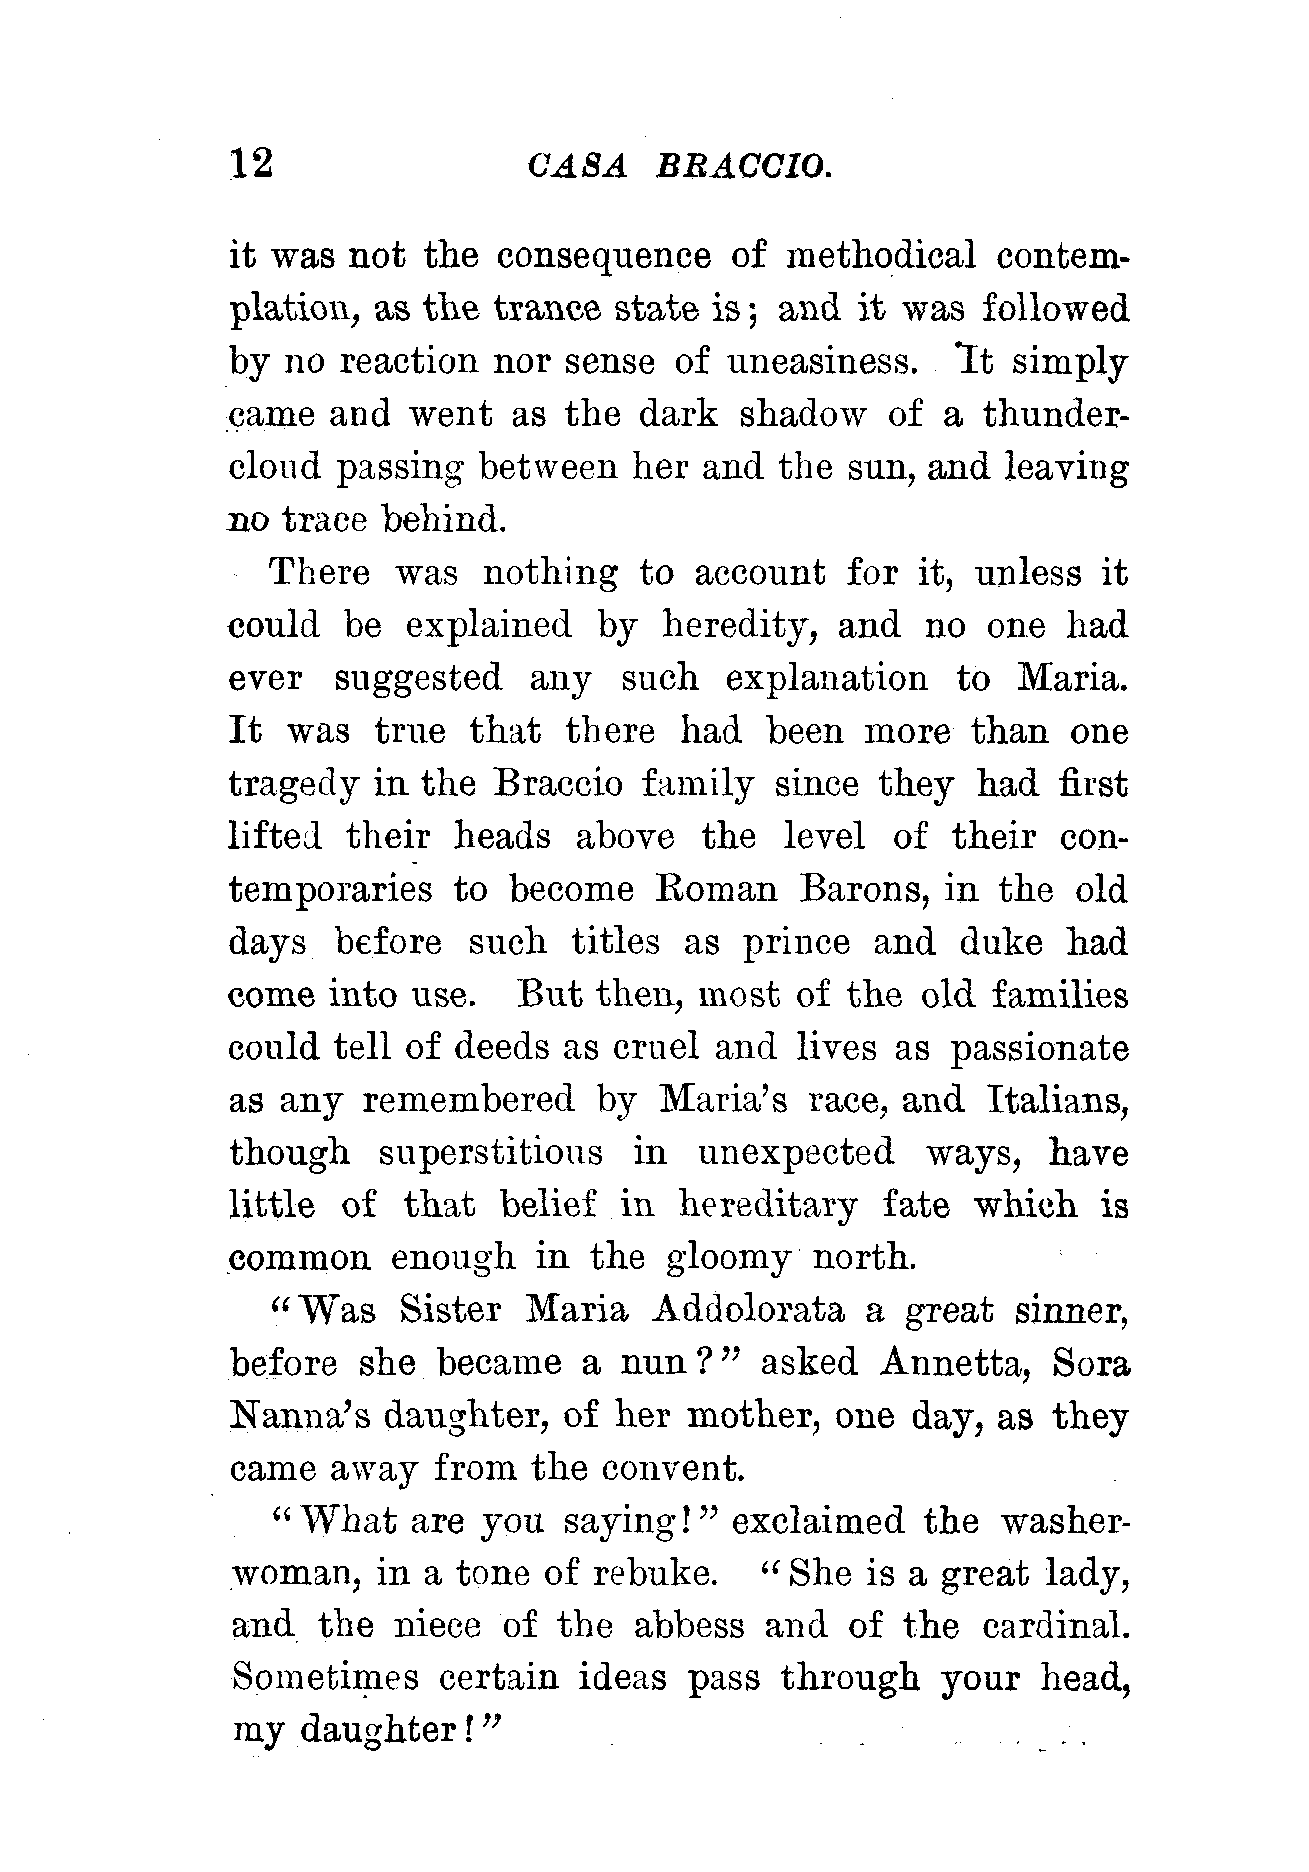 12 CASA BRACCIO.
it was not the consequence of methodical contem-
plation, as the trance state is; and it was followed
by no reaction nor sense of uneasiness. It simply
came and went as the dark shadow of a thunder-
cloud passing between her and the sun, and leaving
no trace behind.
There was nothing to account for it, unless it
could be explained by heredity, and no one had
ever suggested any such explanation to Maria.
It was true that there had been more than one
tragedy in the Braccio family since they had first
lifted their heads above the level of their con-
temporaries to become Roman Barons, in the old
days before such titles as prince and duke had
come into use. But then, most of the old families
could tell of deeds as cruel and lives as passionate
as any remembered by Maria's race, and Italians,
though superstitious in unexpected ways, have
little of that belief in hereditary fate which is
common enough in the gloomy north.
"Was Sister Maria Addolorata a great sinner,
before she became a nun?" asked Annetta, Sora
Nanna's daughter, of her mother, one day, as they
came away from the convent.
"What are you saying!" exclaimed the washer-
woman, in a tone of rebuke. "She is a great lady,
and the niece of the abbess and of the cardinal.
Sometimes certain ideas pass through your head,
my daughter!"